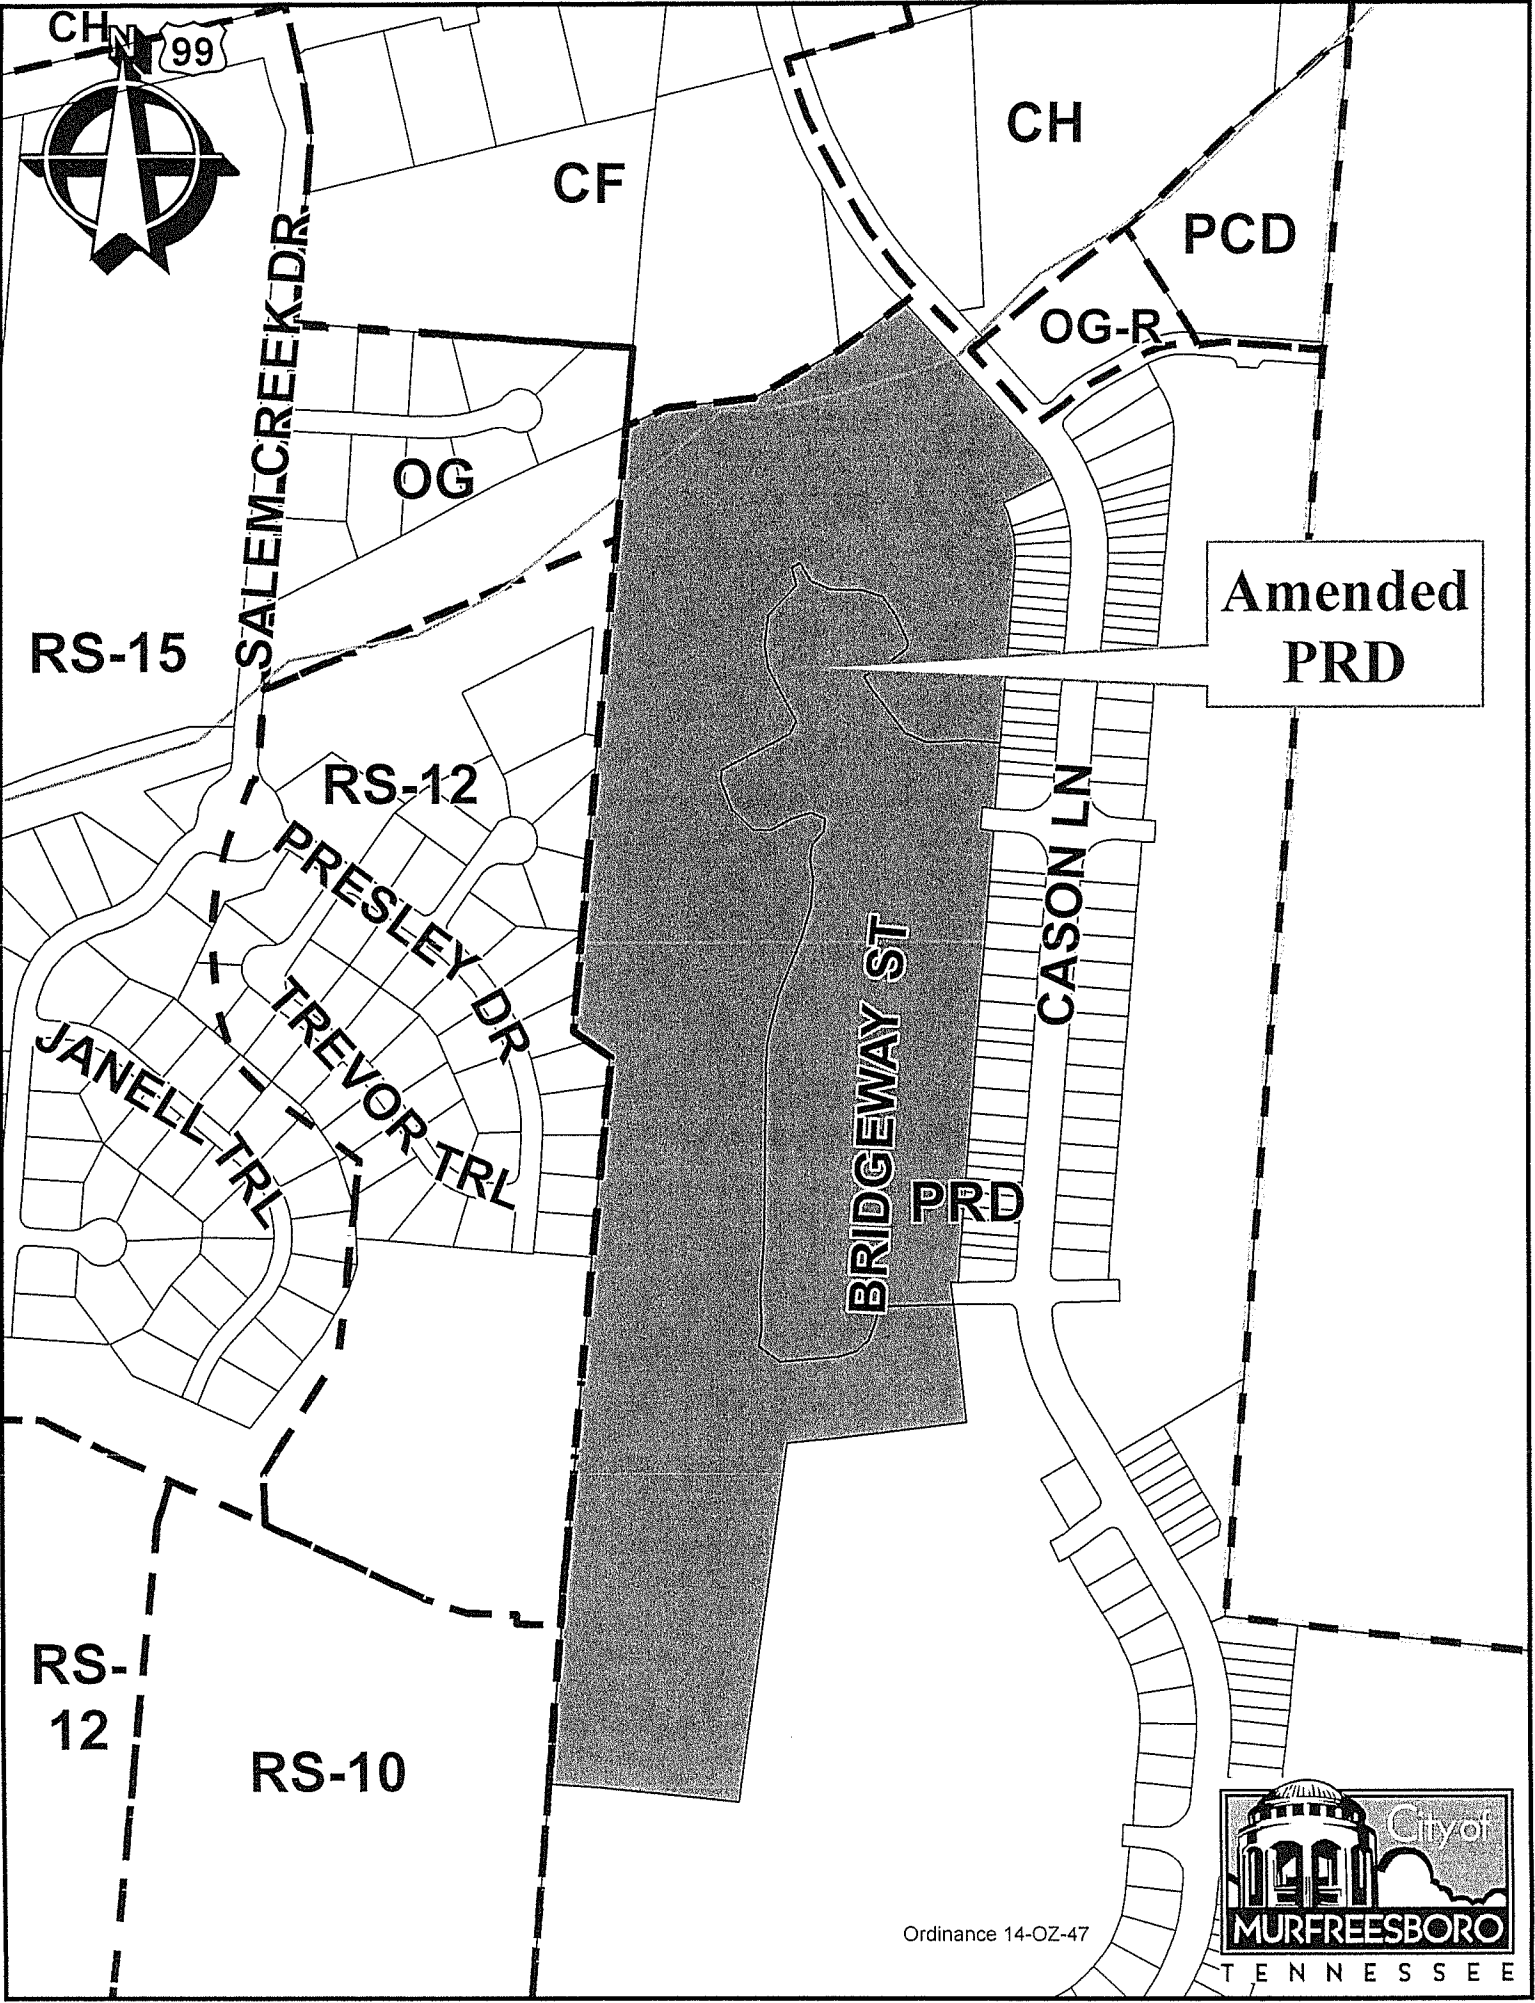 CH
N
99
CH
CF
PCD
OG-R
SALEM CREEK DR
OG
Amended
PRD
RS-15
RS-12
PRESLEY DR
CASON LN
BRIDGEWAY ST
TREVOR TRL
JANELL TRL
PRD
RS-
12
RS-10
Ordinance 14-OZ-47
City of
MURFREESBORO
TENNESSEE